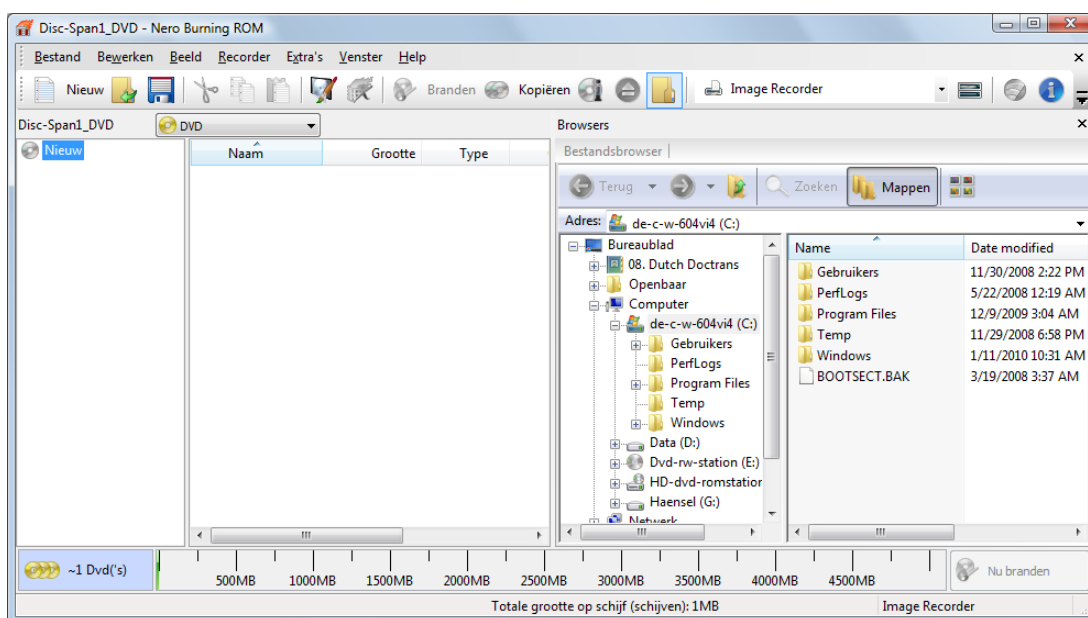 Disc-Span1_DVD - Nero Burning ROM
Bestand Bewerken Beeld Recorder Extra's Venster Help
Nieuw Branden Kopiëren Image Recorder
Disc-Span1_DVD DVD Browsers
Nieuw
Naam Grootte Type
Bestandsbrowser
Terug Zoeken Mappen
Adres: de-c-w-604vi4 (C:)
Bureaublad
08. Dutch Doctrans
Openbaar
Computer
de-c-w-604vi4 (C:)
Gebruikers
PerfLogs
Program Files
Temp
Windows
Data (D:)
Dvd-rw-station (E:)
HD-dvd-romstation
Haensel (G:)
Netwerk
Name Date modified
Gebruikers 11/30/2008 2:22 PM
PerfLogs 5/22/2008 12:19 AM
Program Files 12/9/2009 3:04 AM
Temp 11/29/2008 6:58 PM
Windows 1/11/2010 10:31 AM
BOOTSECT.BAK 3/19/2008 3:37 AM
~1 Dvd('s) 500MB 1000MB 1500MB 2000MB 2500MB 3000MB 3500MB 4000MB 4500MB Nu branden
Totale grootte op schijf (schijven): 1MB Image Recorder